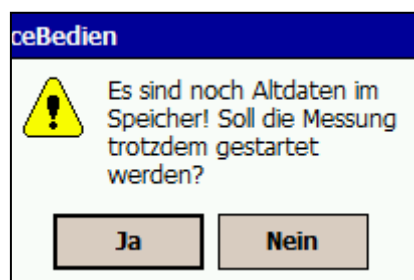 ceBedien
Es sind noch Altdaten im
Speicher! Soll die Messung
trotzdem gestartet
werden?
Ja Nein